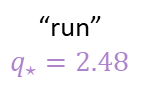 “run”
q⋆ = 2.48